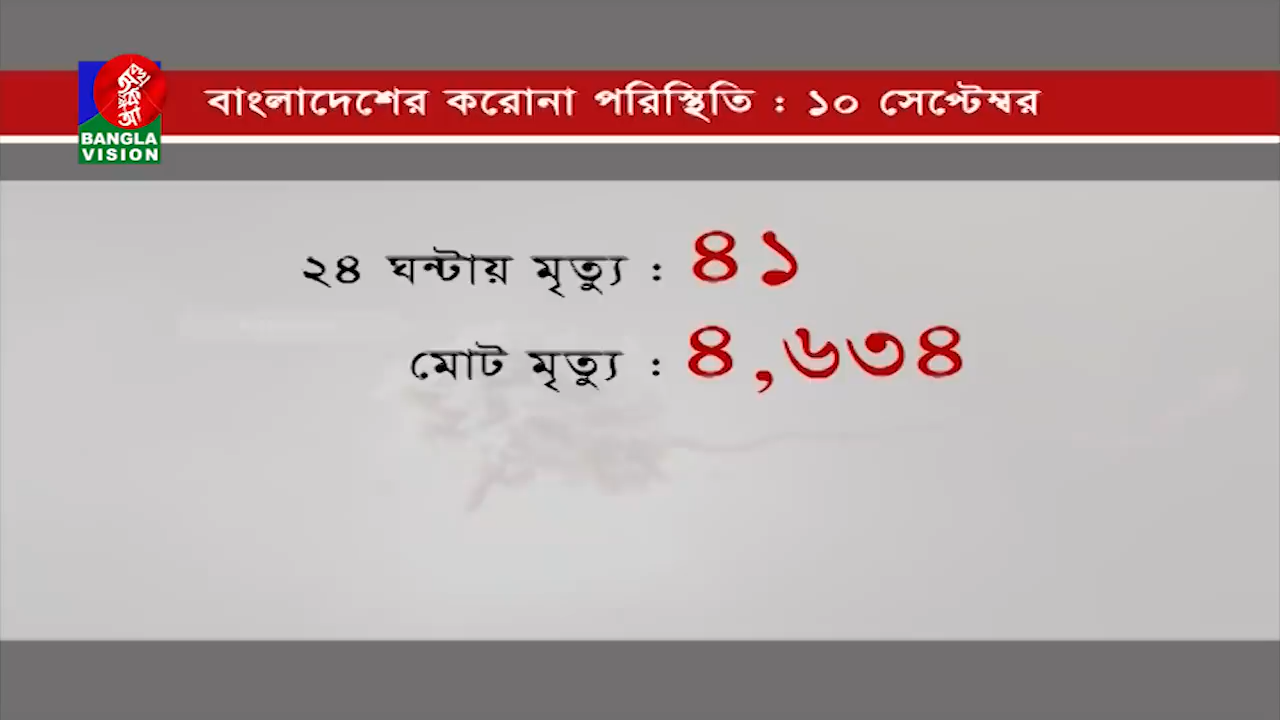 বাংলাদেশের করোনা পরিস্থিতি : ১০ সেপ্টেম্বর
BANGLA
VISION
২৪ ঘন্টায় মৃত্যু : ৪১
মোট মৃত্যু : ৪,৬৩৪